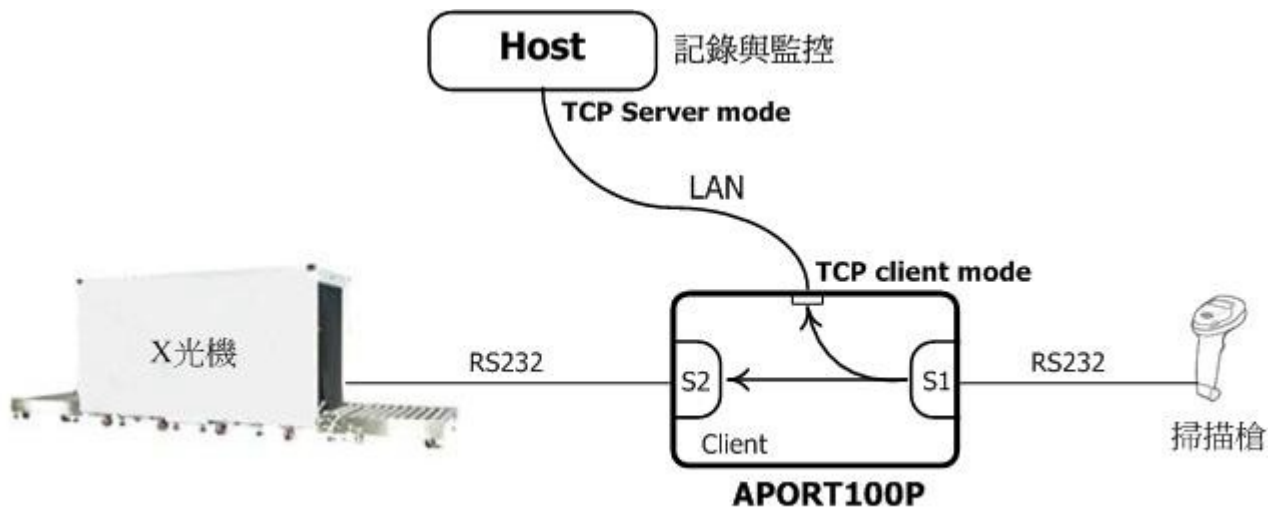 Host
記錄與監控
TCP Server mode
LAN
TCP client mode
X光機
RS232
S2
S1
RS232
Client
掃描槍
APORT100P